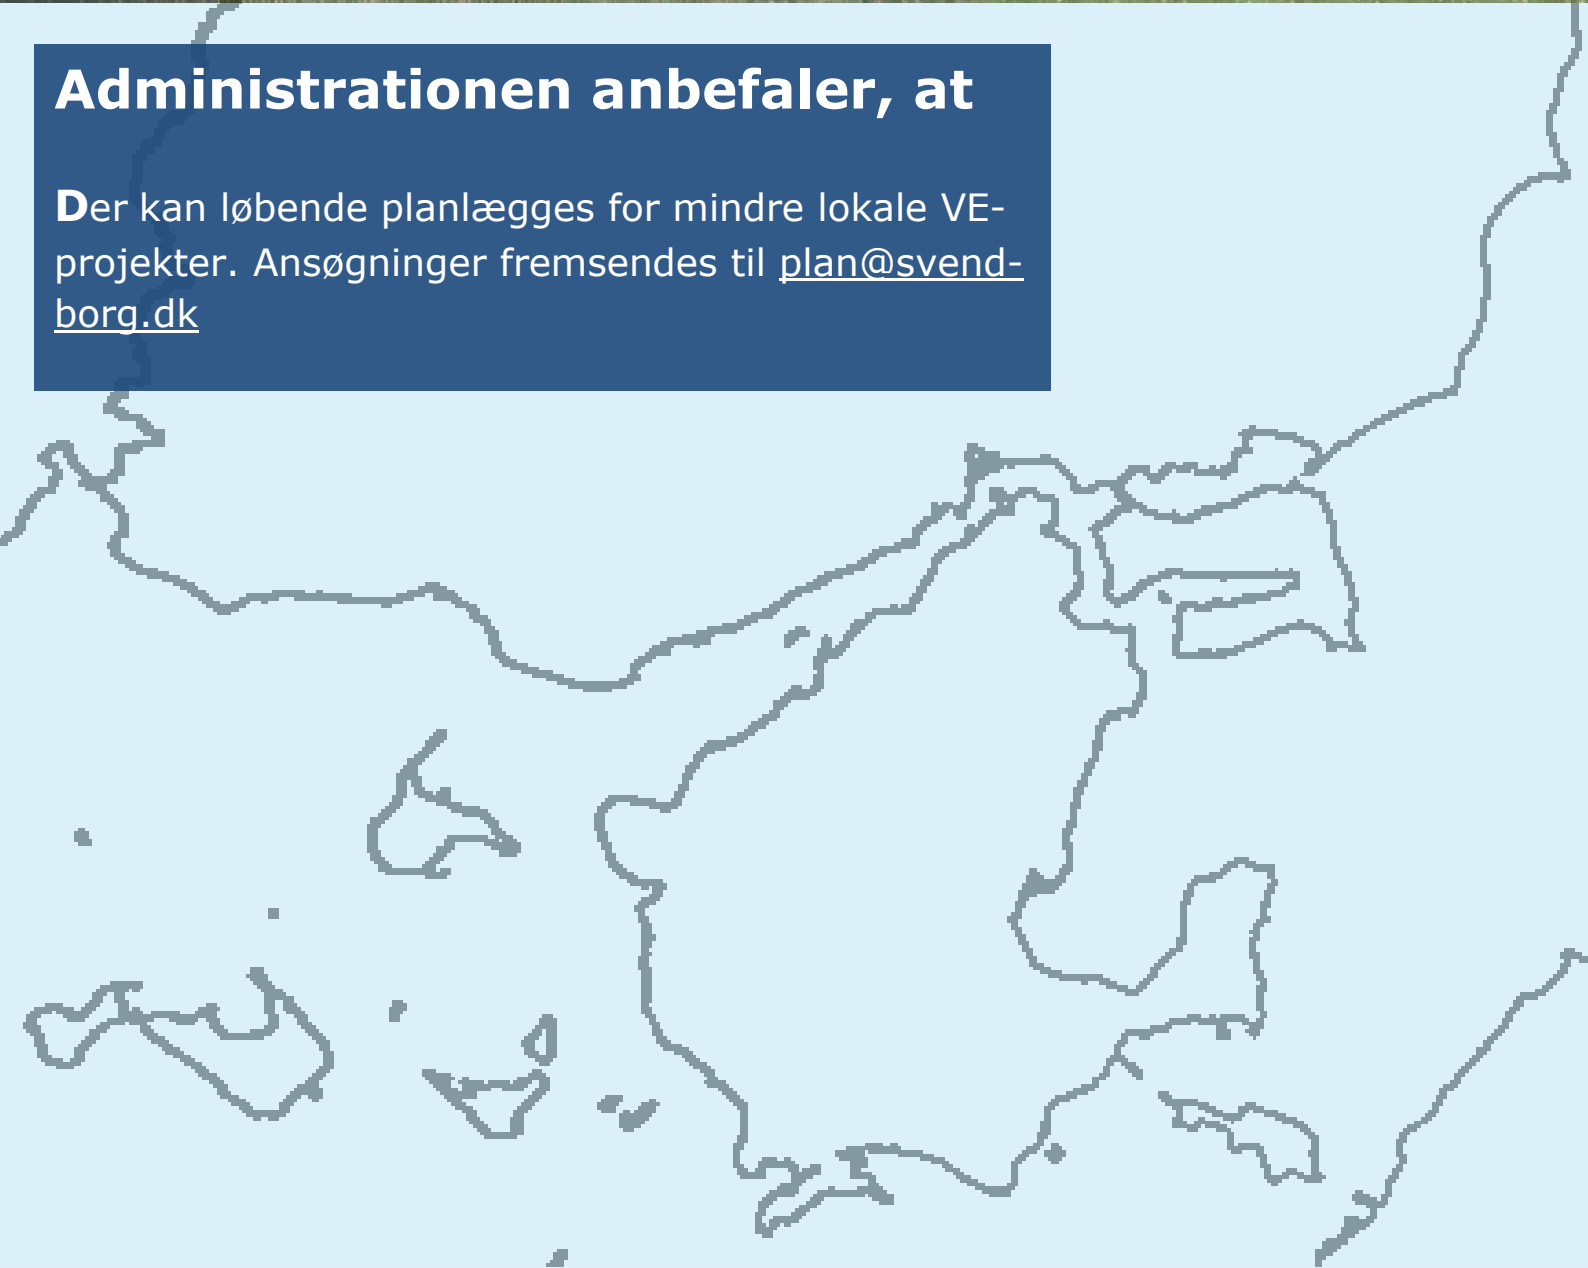 Administrationen anbefaler, at
Der kan løbende planlægges for mindre lokale VE-
projekter. Ansøgninger fremsendes til plan@svend-
borg.dk